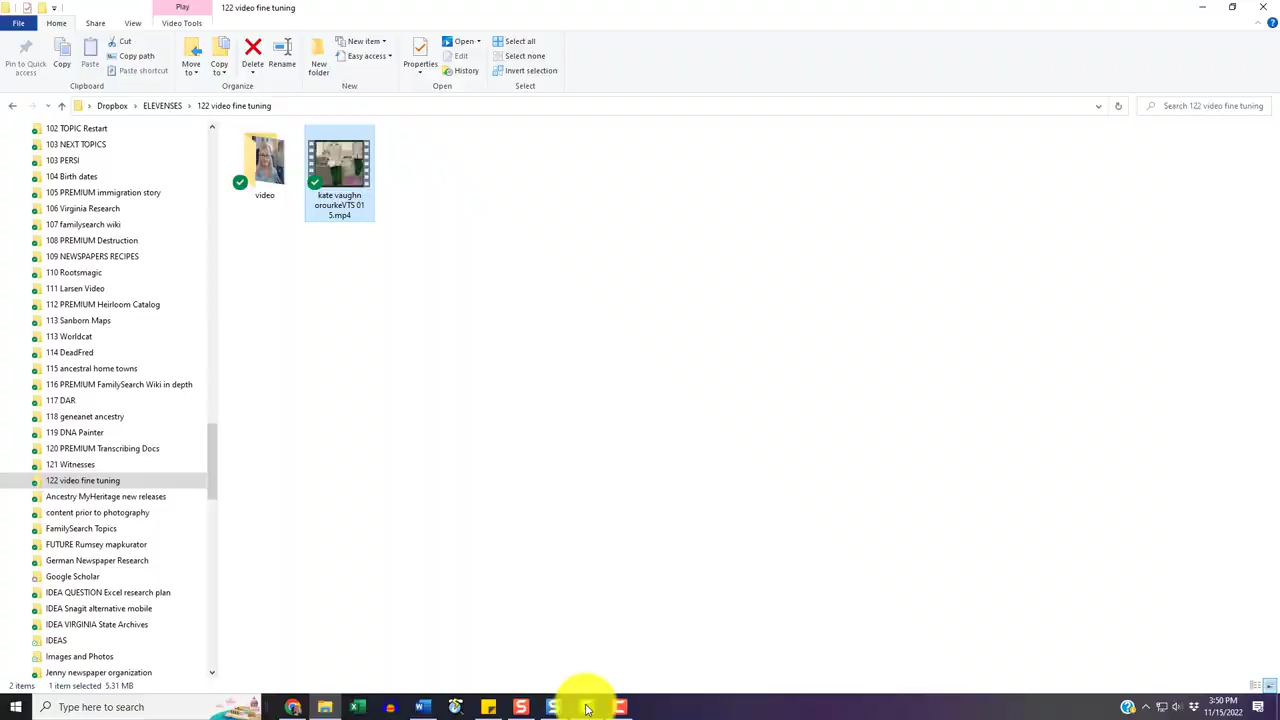 Play
122 video fine tuning
File
Home
Share
View
Video Tools
Pin to Quick access
Copy
Paste
Cut
Copy path
Paste shortcut
Clipboard
Move to
Copy to
Delete
Rename
Organize
New folder
New item
Easy access
New
Properties
Open
Edit
History
Open
Select all
Select none
Invert selection
Select
Dropbox > ELEVENSES > 122 video fine tuning
Search 122 video fine tuning
102 TOPIC Restart
103 NEXT TOPICS
103 PERSI
104 Birth dates
105 PREMIUM immigration story
106 Virginia Research
107 familysearch wiki
108 PREMIUM Destruction
109 NEWSPAPERS RECIPES
110 Rootsmagic
111 Larsen Video
112 PREMIUM Heirloom Catalog
113 Sanborn Maps
113 Worldcat
114 DeadFred
115 ancestral home towns
116 PREMIUM FamilySearch Wiki in depth
117 DAR
118 geneanet ancestry
119 DNA Painter
120 PREMIUM Transcribing Docs
121 Witnesses
122 video fine tuning
Ancestry MyHeritage new releases
content prior to photography
FamilySearch Topics
FUTURE Rumsey mapkurator
German Newspaper Research
Google Scholar
IDEA QUESTION Excel research plan
IDEA Snagit alternative mobile
IDEA VIRGINIA State Archives
IDEAS
Images and Photos
Jenny newspaper organization
video
kate vaughn
orourkeVTS 01
5.mp4
2 items
1 item selected 5.31 MB
Type here to search
3:50 PM
11/15/2022